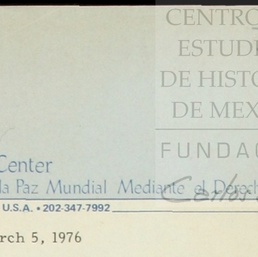 CENTRO
ESTUD
DE HISTO
DE MEX
FUNDA
Center
la Paz Mundial Mediante el Derech
Carlos
U.S.A. • 202-347-7992
rch 5, 1976